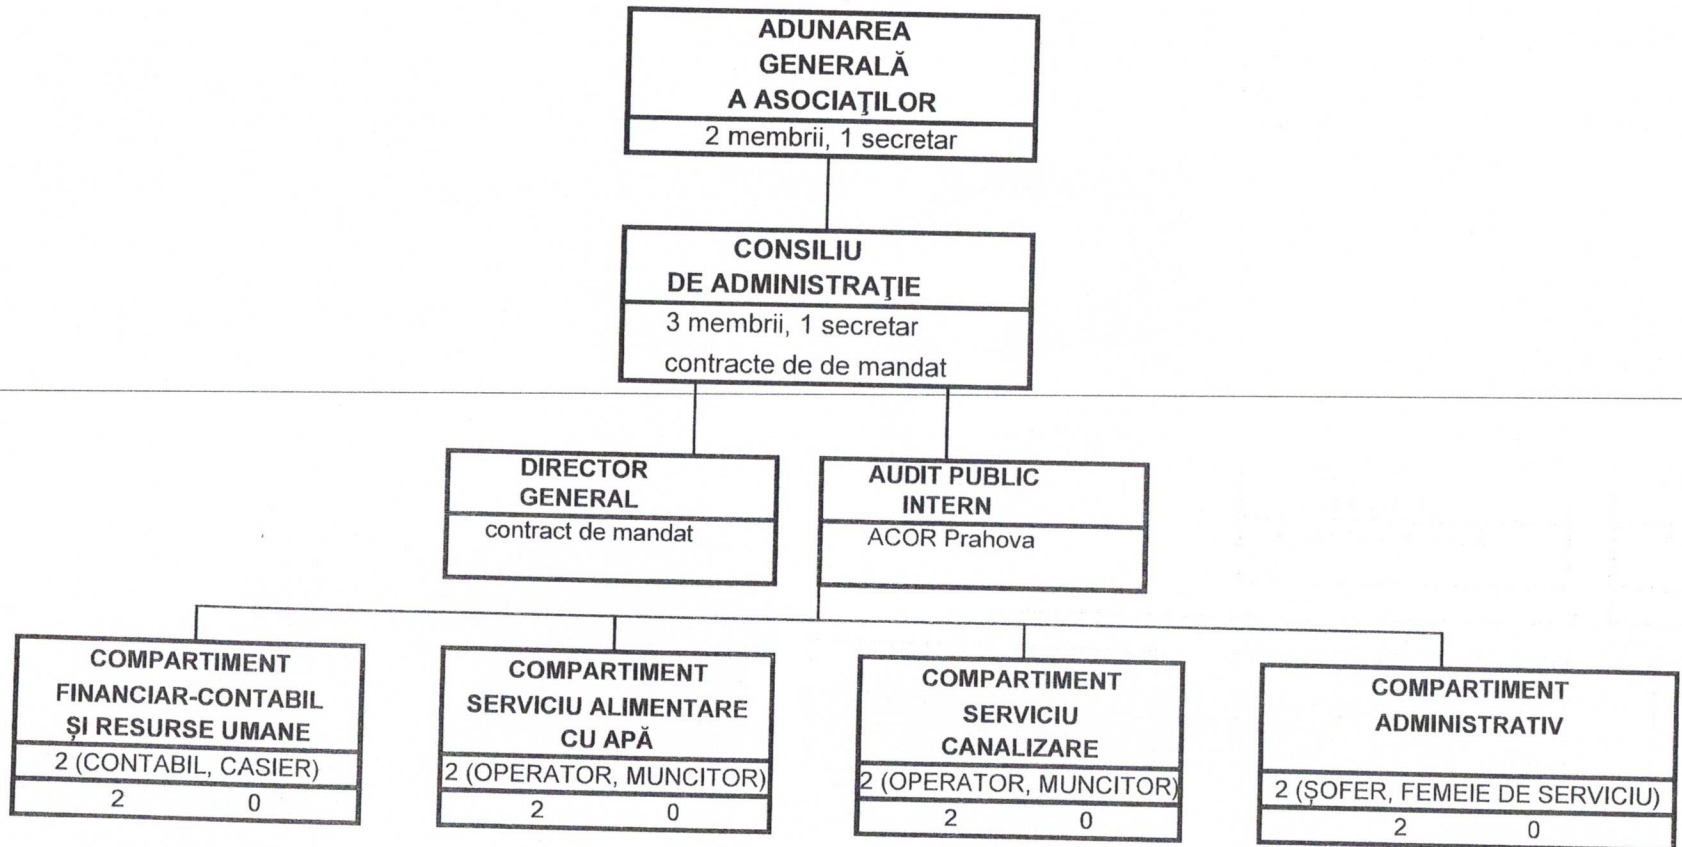 ADUNAREA
GENERALĂ
A ASOCIAŢILOR
2 membrii, 1 secretar
CONSILIU
DE ADMINISTRAŢIE
3 membrii, 1 secretar
contracte de de mandat
DIRECTOR
GENERAL
contract de mandat
AUDIT PUBLIC
INTERN
ACOR Prahova
COMPARTIMENT
FINANCIAR-CONTABIL
ŞI RESURSE UMANE
2 (CONTABIL, CASIER)
2 0
COMPARTIMENT
SERVICIU ALIMENTARE
CU APĂ
2 (OPERATOR, MUNCITOR)
2 0
COMPARTIMENT
SERVICIU
CANALIZARE
2 (OPERATOR, MUNCITOR)
2 0
COMPARTIMENT
ADMINISTRATIV
2 (ŞOFER, FEMEIE DE SERVICIU)
2 0